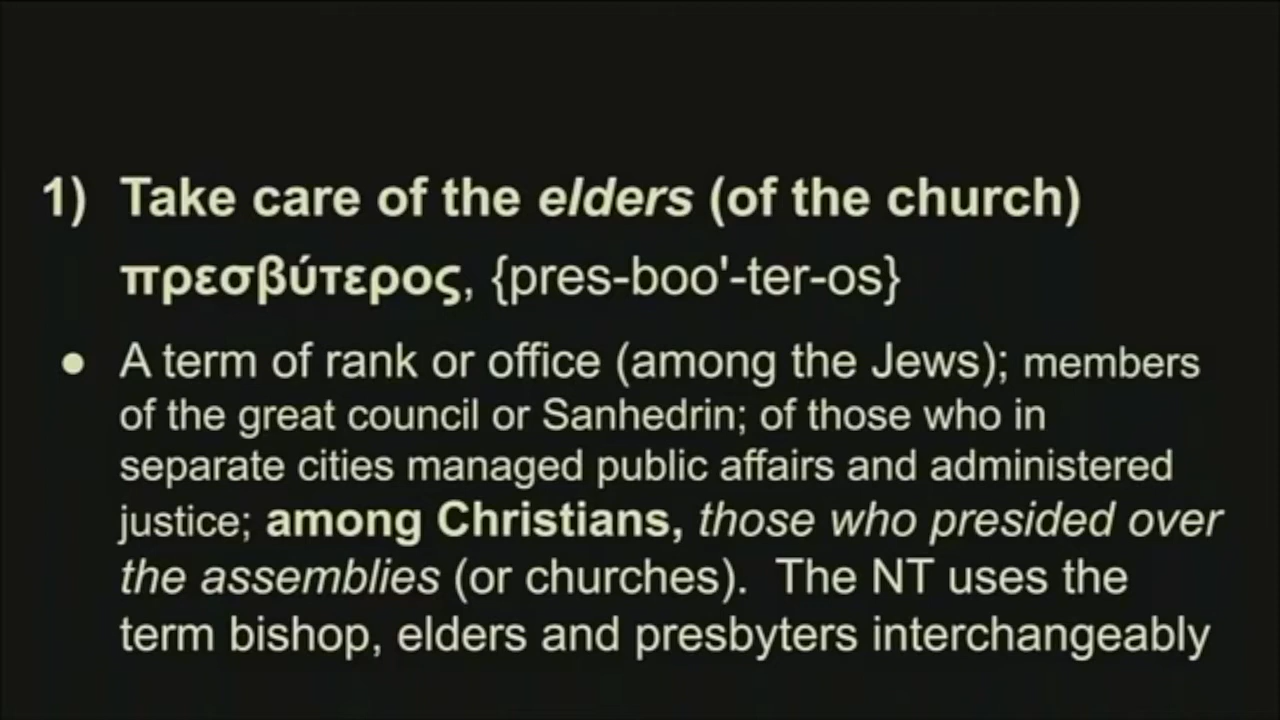 1) Take care of the elders (of the church)
πρεσβύτερος, {pres-boo'-ter-os}
● A term of rank or office (among the Jews); members
of the great council or Sanhedrin; of those who in
separate cities managed public affairs and administered
justice; among Christians, those who presided over
the assemblies (or churches). The NT uses the
term bishop, elders and presbyters interchangeably